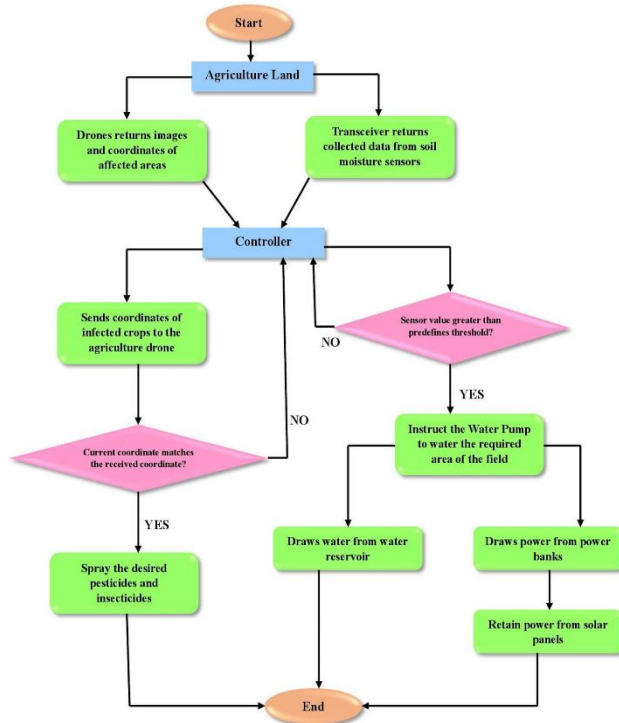 Start
Agriculture Land
Drones returns images
and coordinates of
affected areas
Transceiver returns
collected data from soil
moisture sensors
Controller
Sends coordinates of
infected crops to the
agriculture drone
Sensor value greater than
predefines threshold?
NO
YES
NO
Instruct the Water Pump
to water the required
area of the field
Current coordinate matches
the received coordinate?
YES
Draws water from water
reservoir
Draws power from power
banks
Spray the desired
pesticides and
insecticides
Retain power from solar
panels
End